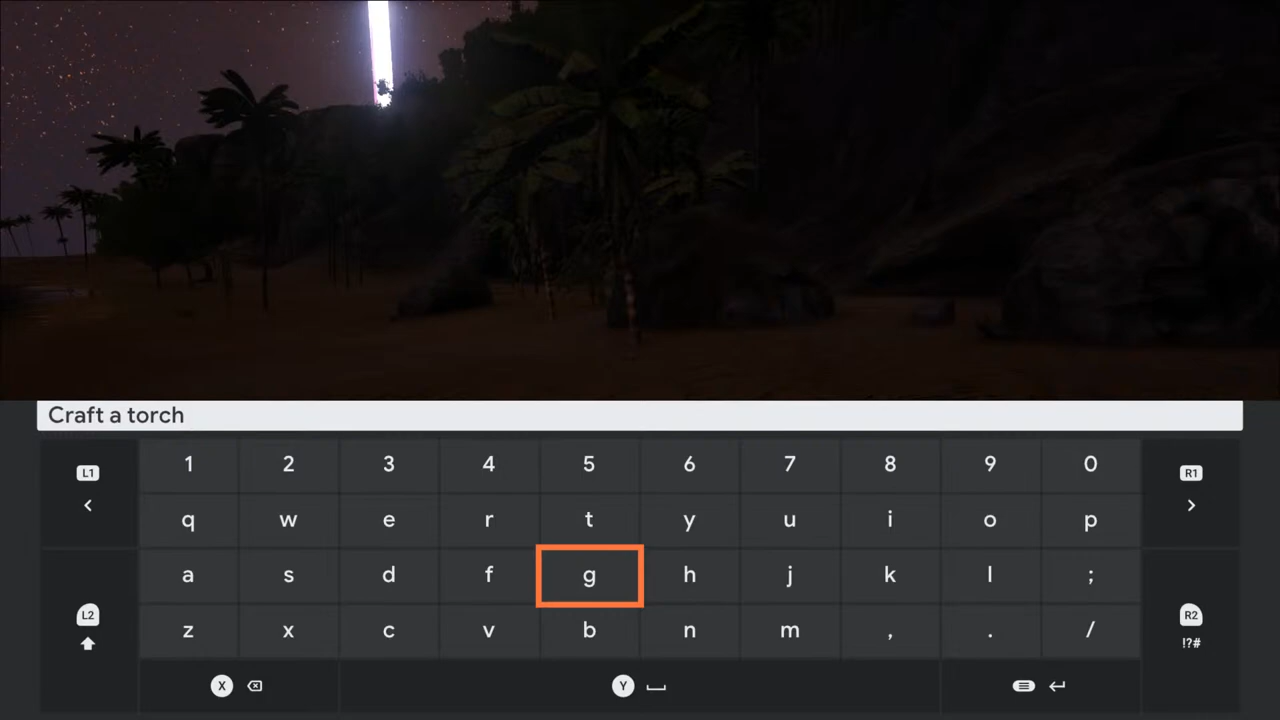 Craft a torch
L1 1 2 3 4 5 6 7 8 9 0 R1
< q w e r t y u i o p >
a s d f g h j k l ;
L2 z x c v b n m , . / R2
!?#
X Y